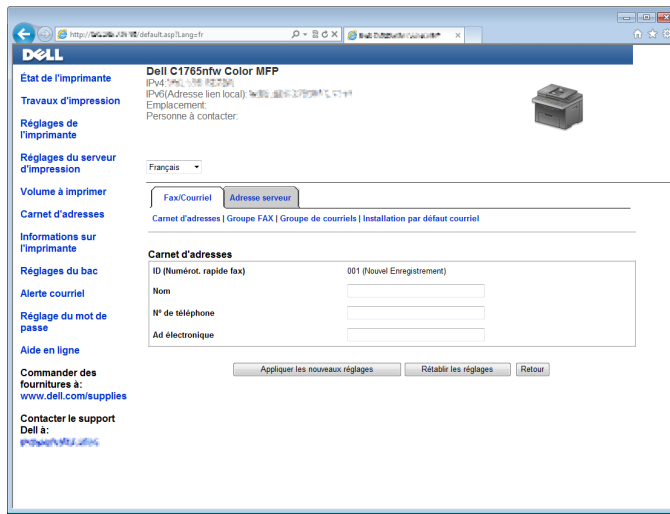 http://
/default.asp?Lang=fr
DELL
État de l'imprimante
Travaux d'impression
Réglages de
l'imprimante
Réglages du serveur
d'impression
Volume à imprimer
Carnet d'adresses
Informations sur
l'imprimante
Réglages du bac
Alerte courriel
Réglage du mot de
passe
Aide en ligne
Commander des
fournitures à:
www.dell.com/supplies
Contacter le support
Dell à:
Dell C1765nfw Color MFP
IPv4:
IPv6(Adresse lien local):
Emplacement:
Personne à contacter:
Français
Fax/Courriel Adresse serveur
Carnet d'adresses | Groupe FAX | Groupe de courriels | Installation par défaut courriel
Carnet d'adresses
ID (Numérot. rapide fax) 001 (Nouvel Enregistrement)
Nom
Nº de téléphone
Ad électronique
Appliquer les nouveaux réglages Rétablir les réglages Retour